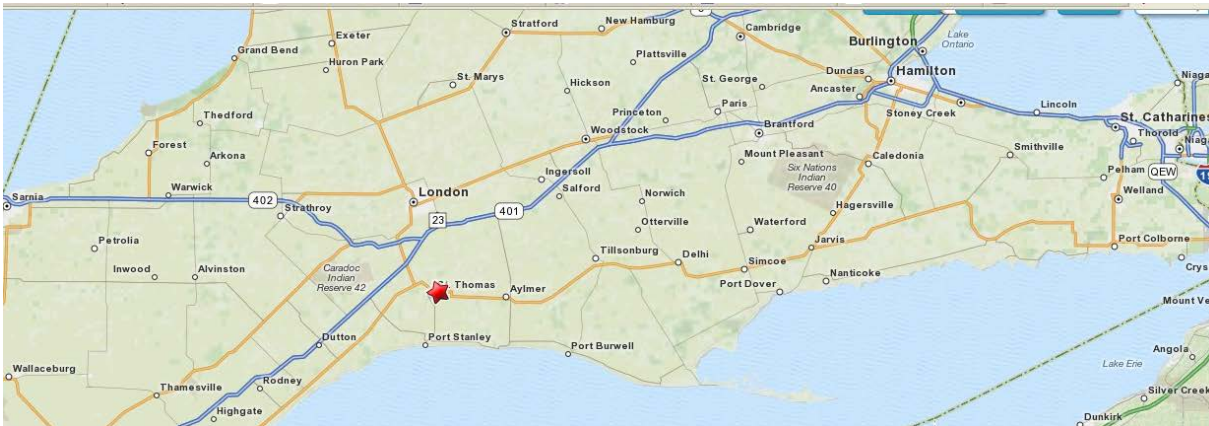 Stratford
New Hamburg
Cambridge
Lake
Ontario
Exeter
Burlington
Grand Bend
Huron Park
Plattsville
Dundas
Hamilton
St. Marys
Hickson
St. George
Ancaster
Thedford
Princeton
Paris
Stoney Creek
Lincoln
St. Catharines
Woodstock
Brantford
Thorold
Forest
Arkona
Mount Pleasant
Caledonia
Smithville
Six Nations
Indian
Reserve 40
Ingersoll
Pelham
QEW
Sarnia
Warwick
402
London
Salford
Norwich
Welland
Strathroy
23
401
Hagersville
Otterville
Waterford
Petrolia
Tillsonburg
Delhi
Jarvis
Port Colborne
Inwood
Alvinston
Caradoc
Indian
Reserve 42
Simcoe
Nanticoke
Thomas
Aylmer
Port Dover
Dutton
Port Stanley
Port Burwell
Angola
Lake Erie
Wallaceburg
Thamesville
Rodney
Silver Creek
Highgate
Dunkirk